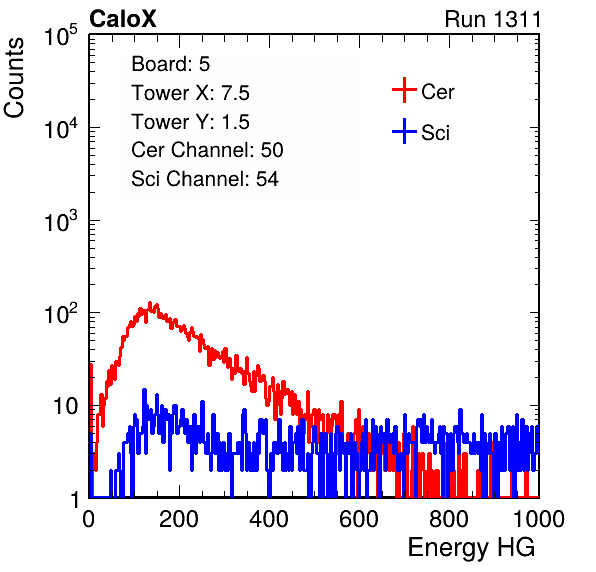 CaloX Run 1311
Counts
10^5
10^4
10^3
10^2
10
1
Board: 5
Tower X: 7.5
Tower Y: 1.5
Cer Channel: 50
Sci Channel: 54
Cer
Sci
0 200 400 600 800 1000
Energy HG